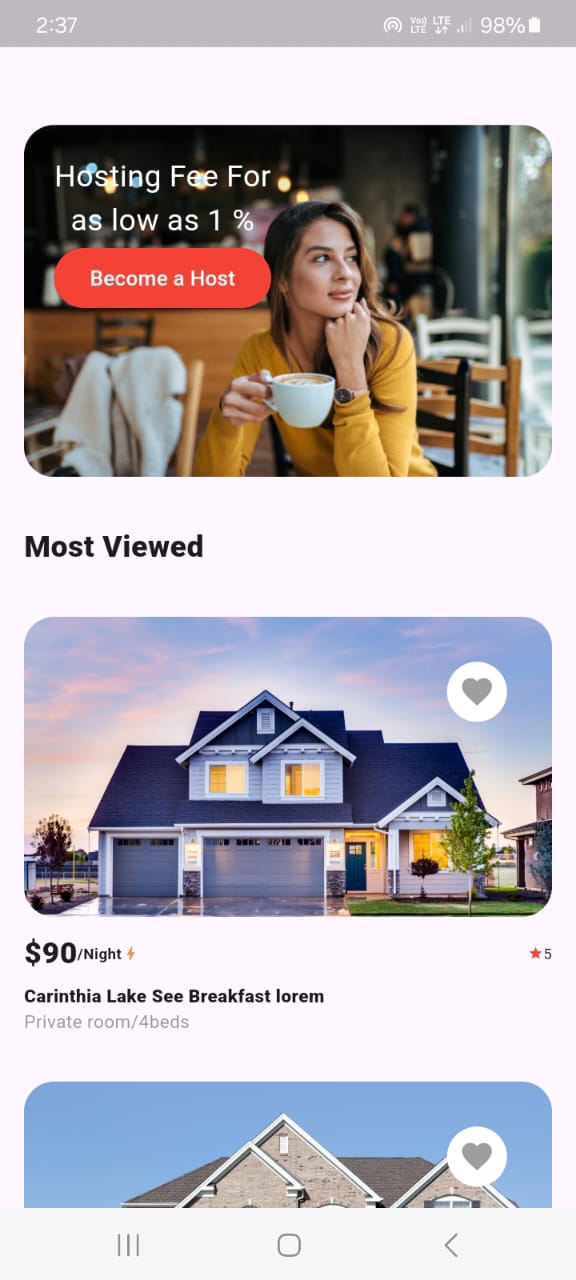 2:37
Vo)) LTE
LTE
98%
Hosting Fee For
as low as 1 %
Become a Host
Most Viewed
$90/Night
5
Carinthia Lake See Breakfast lorem
Private room/4beds